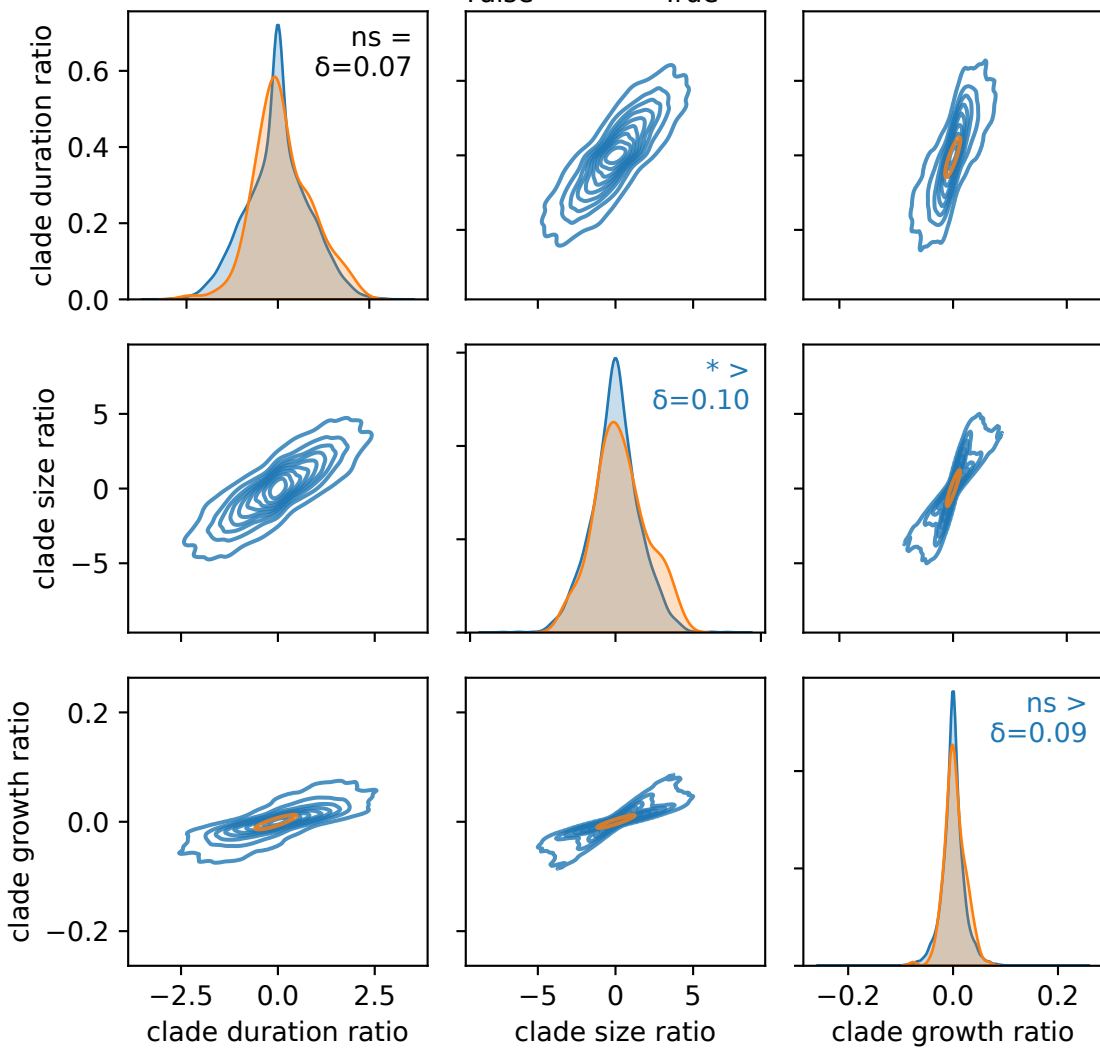 clade duration ratio
0.6
0.4
0.2
0.0
ns =
δ=0.07
clade size ratio
5
0
−5
* >
δ=0.10
clade growth ratio
0.2
0.0
−0.2
ns >
δ=0.09
−2.5 0.0 2.5
−5 0 5
−0.2 0.0 0.2
clade duration ratio
clade size ratio
clade growth ratio